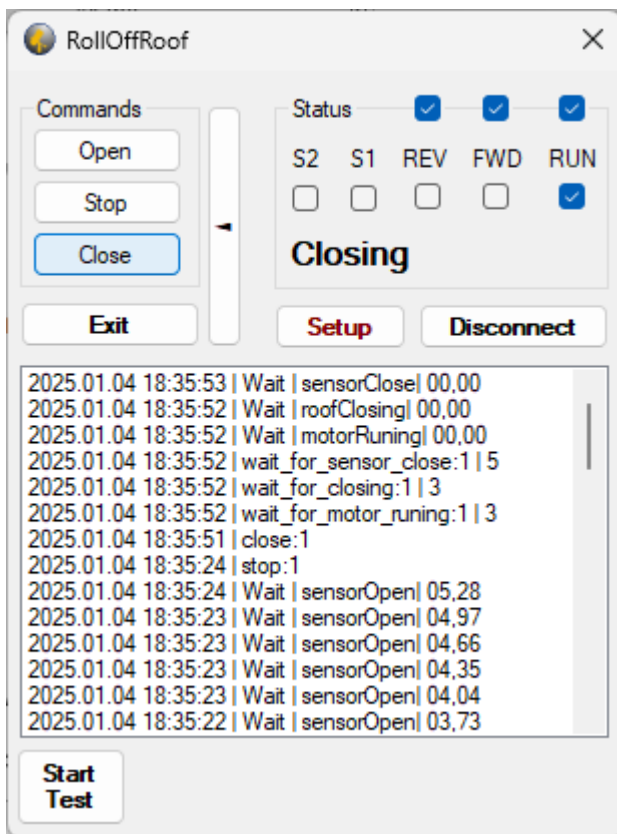 RollOffRoof
Commands
Open
Stop
Close
Exit
Status
S2 S1 REV FWD RUN
Closing
Setup
Disconnect
2025.01.04 18:35:53 | Wait | sensorClose| 00,00
2025.01.04 18:35:52 | Wait | roofClosing| 00,00
2025.01.04 18:35:52 | Wait | motorRuning| 00,00
2025.01.04 18:35:52 | wait_for_sensor_close:1 | 5
2025.01.04 18:35:52 | wait_for_closing:1 | 3
2025.01.04 18:35:52 | wait_for_motor_runing:1 | 3
2025.01.04 18:35:51 | close:1
2025.01.04 18:35:24 | stop:1
2025.01.04 18:35:24 | Wait | sensorOpen| 05,28
2025.01.04 18:35:23 | Wait | sensorOpen| 04,97
2025.01.04 18:35:23 | Wait | sensorOpen| 04,66
2025.01.04 18:35:23 | Wait | sensorOpen| 04,35
2025.01.04 18:35:23 | Wait | sensorOpen| 04,04
2025.01.04 18:35:22 | Wait | sensorOpen| 03,73
Start
Test